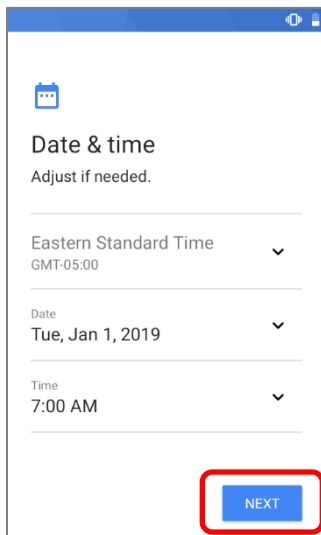 Date & time
Adjust if needed.
Eastern Standard Time
GMT-05:00
Date
Tue, Jan 1, 2019
Time
7:00 AM
NEXT